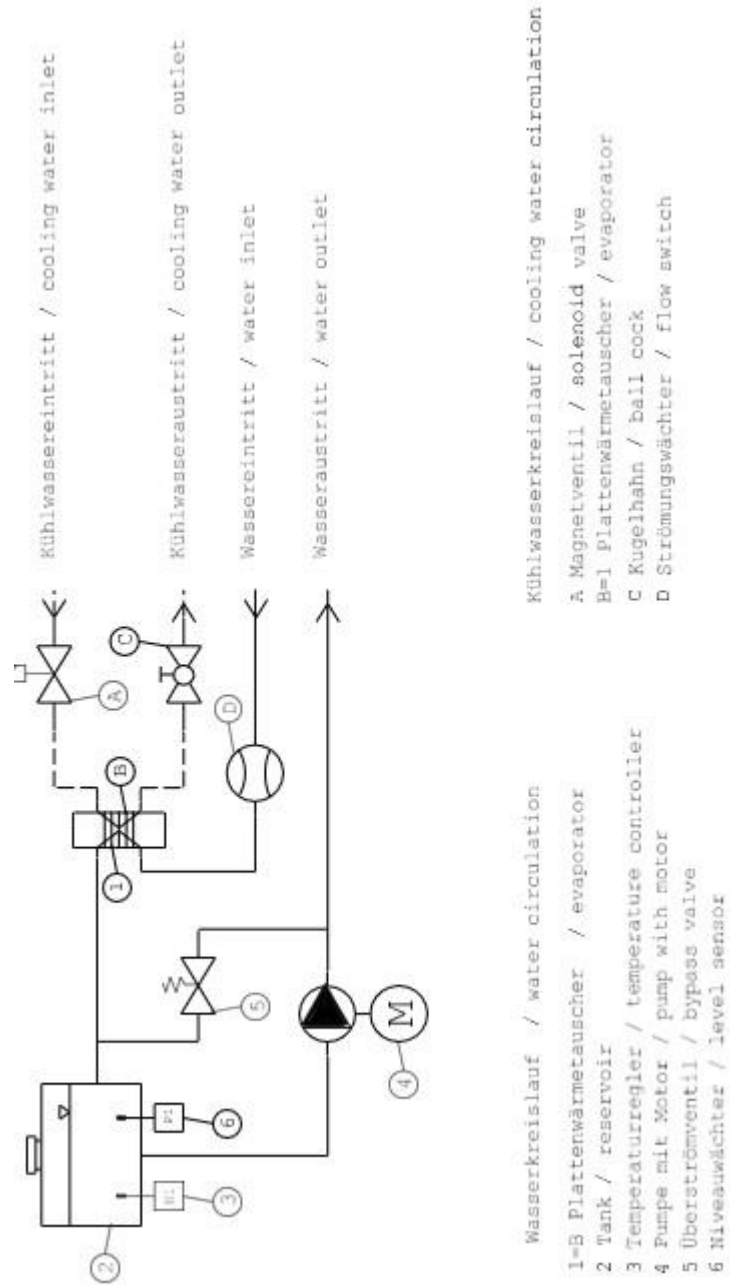 Kühlwassereintritt / cooling water inlet
Kühlwasseraustritt / cooling water outlet
Wassereintritt / water inlet
Wasseraustritt / water outlet
A
C
B
1
D
5
M
4
6
3
2
Wasserkreislauf / water circulation
1=B Plattenwärmetauscher / evaporator
2 Tank / reservoir
3 Temperaturregler / temperature controller
4 Pumpe mit Motor / pump with motor
5 Überströmventil / bypass valve
6 Niveauwächter / level sensor
Kühlwasserkreislauf / cooling water circulation
A Magnetventil / solenoid valve
B=1 Plattenwärmetauscher / evaporator
C Kugelhahn / ball cock
D Strömungswächter / flow switch